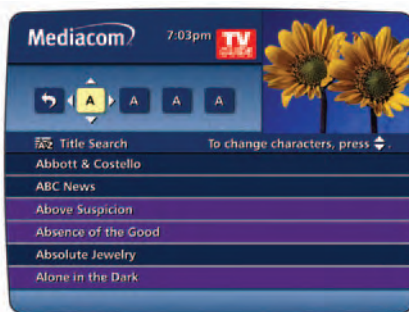 Mediacom
7:03pm
TV
GUIDE
A A A A
A-Z Title Search To change characters, press
Abbott & Costello
ABC News
Above Suspicion
Absence of the Good
Absolute Jewelry
Alone in the Dark